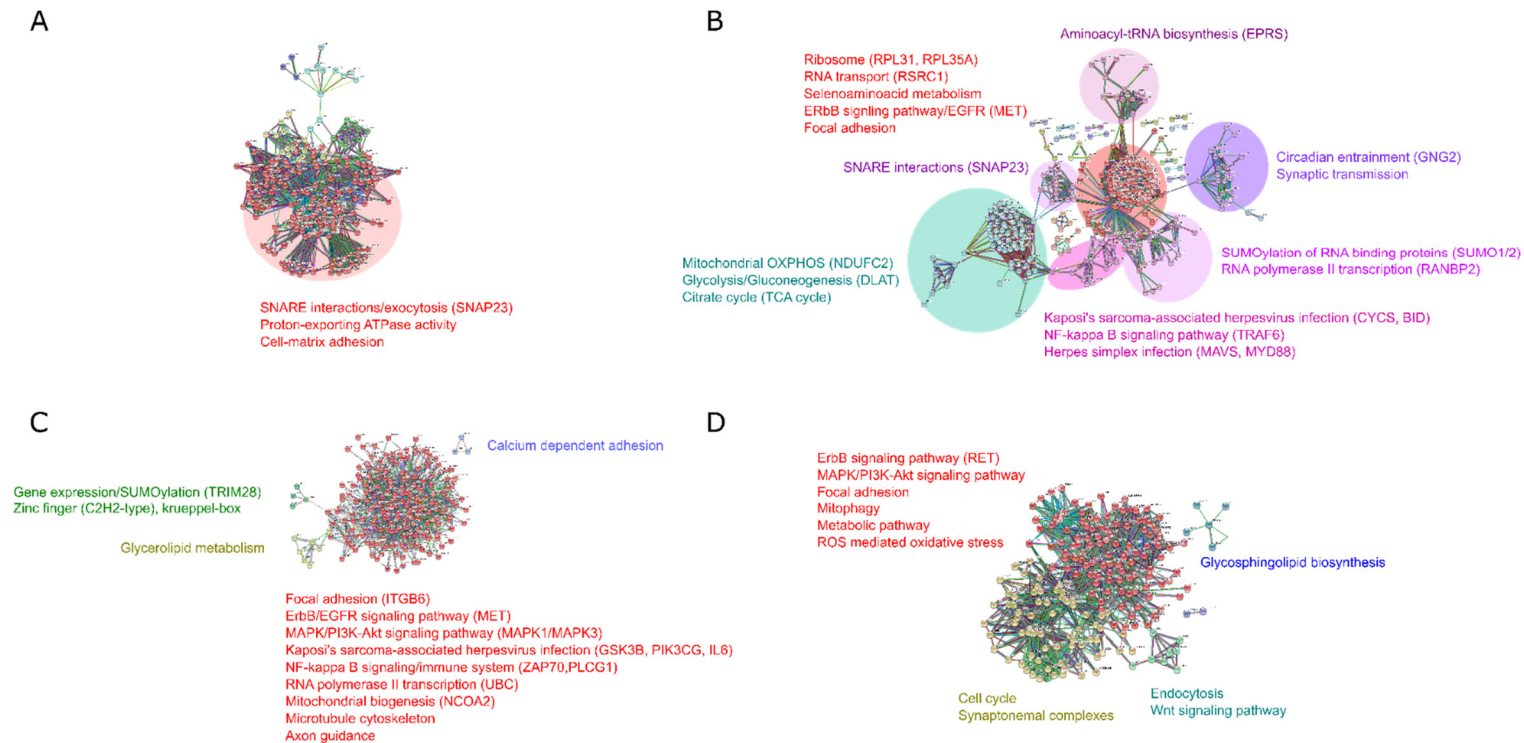 A
SNARE interactions/exocytosis (SNAP23)
Proton-exporting ATPase activity
Cell-matrix adhesion
B
Aminoacyl-tRNA biosynthesis (EPRS)
Ribosome (RPL31, RPL35A)
RNA transport (RSRC1)
Selenoaminoacid metabolism
ERbB signling pathway/EGFR (MET)
Focal adhesion
SNARE interactions (SNAP23)
Circadian entrainment (GNG2)
Synaptic transmission
Mitochondrial OXPHOS (NDUFC2)
Glycolysis/Gluconeogenesis (DLAT)
Citrate cycle (TCA cycle)
SUMOylation of RNA binding proteins (SUMO1/2)
RNA polymerase II transcription (RANBP2)
Kaposi's sarcoma-associated herpesvirus infection (CYCS, BID)
NF-kappa B signaling pathway (TRAF6)
Herpes simplex infection (MAVS, MYD88)
C
Calcium dependent adhesion
Gene expression/SUMOylation (TRIM28)
Zinc finger (C2H2-type), krueppel-box
Glycerolipid metabolism
Focal adhesion (ITGB6)
ErbB/EGFR signaling pathway (MET)
MAPK/PI3K-Akt signaling pathway (MAPK1/MAPK3)
Kaposi's sarcoma-associated herpesvirus infection (GSK3B, PIK3CG, IL6)
NF-kappa B signaling/immune system (ZAP70,PLCG1)
RNA polymerase II transcription (UBC)
Mitochondrial biogenesis (NCOA2)
Microtubule cytoskeleton
Axon guidance
D
ErbB signaling pathway (RET)
MAPK/PI3K-Akt signaling pathway
Focal adhesion
Mitophagy
Metabolic pathway
ROS mediated oxidative stress
Glycosphingolipid biosynthesis
Cell cycle
Synaptonemal complexes
Endocytosis
Wnt signaling pathway